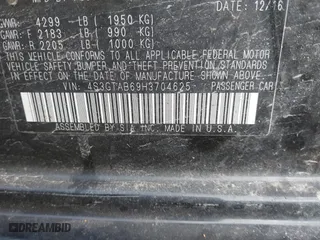 12/16
GVWR: 4299 LB ( 1950 KG)
GAWR: F 2183 LB ( 990 KG)
GAWR: R 2205 LB ( 1000 KG)
THIS VEHICLE CONFORMS TO ALL APPLICABLE FEDERAL MOTOR
VEHICLE SAFETY, BUMPER, AND THEFT PREVENTION STANDARDS
IN EFFECT ON THE DATE OF MANUFACTURE SHOWN ABOVE.
VIN: 4S3GTAB69H3704625 PASSENGER CAR
ASSEMBLED BY SIA INC. MADE IN U.S.A.
DREAMBID